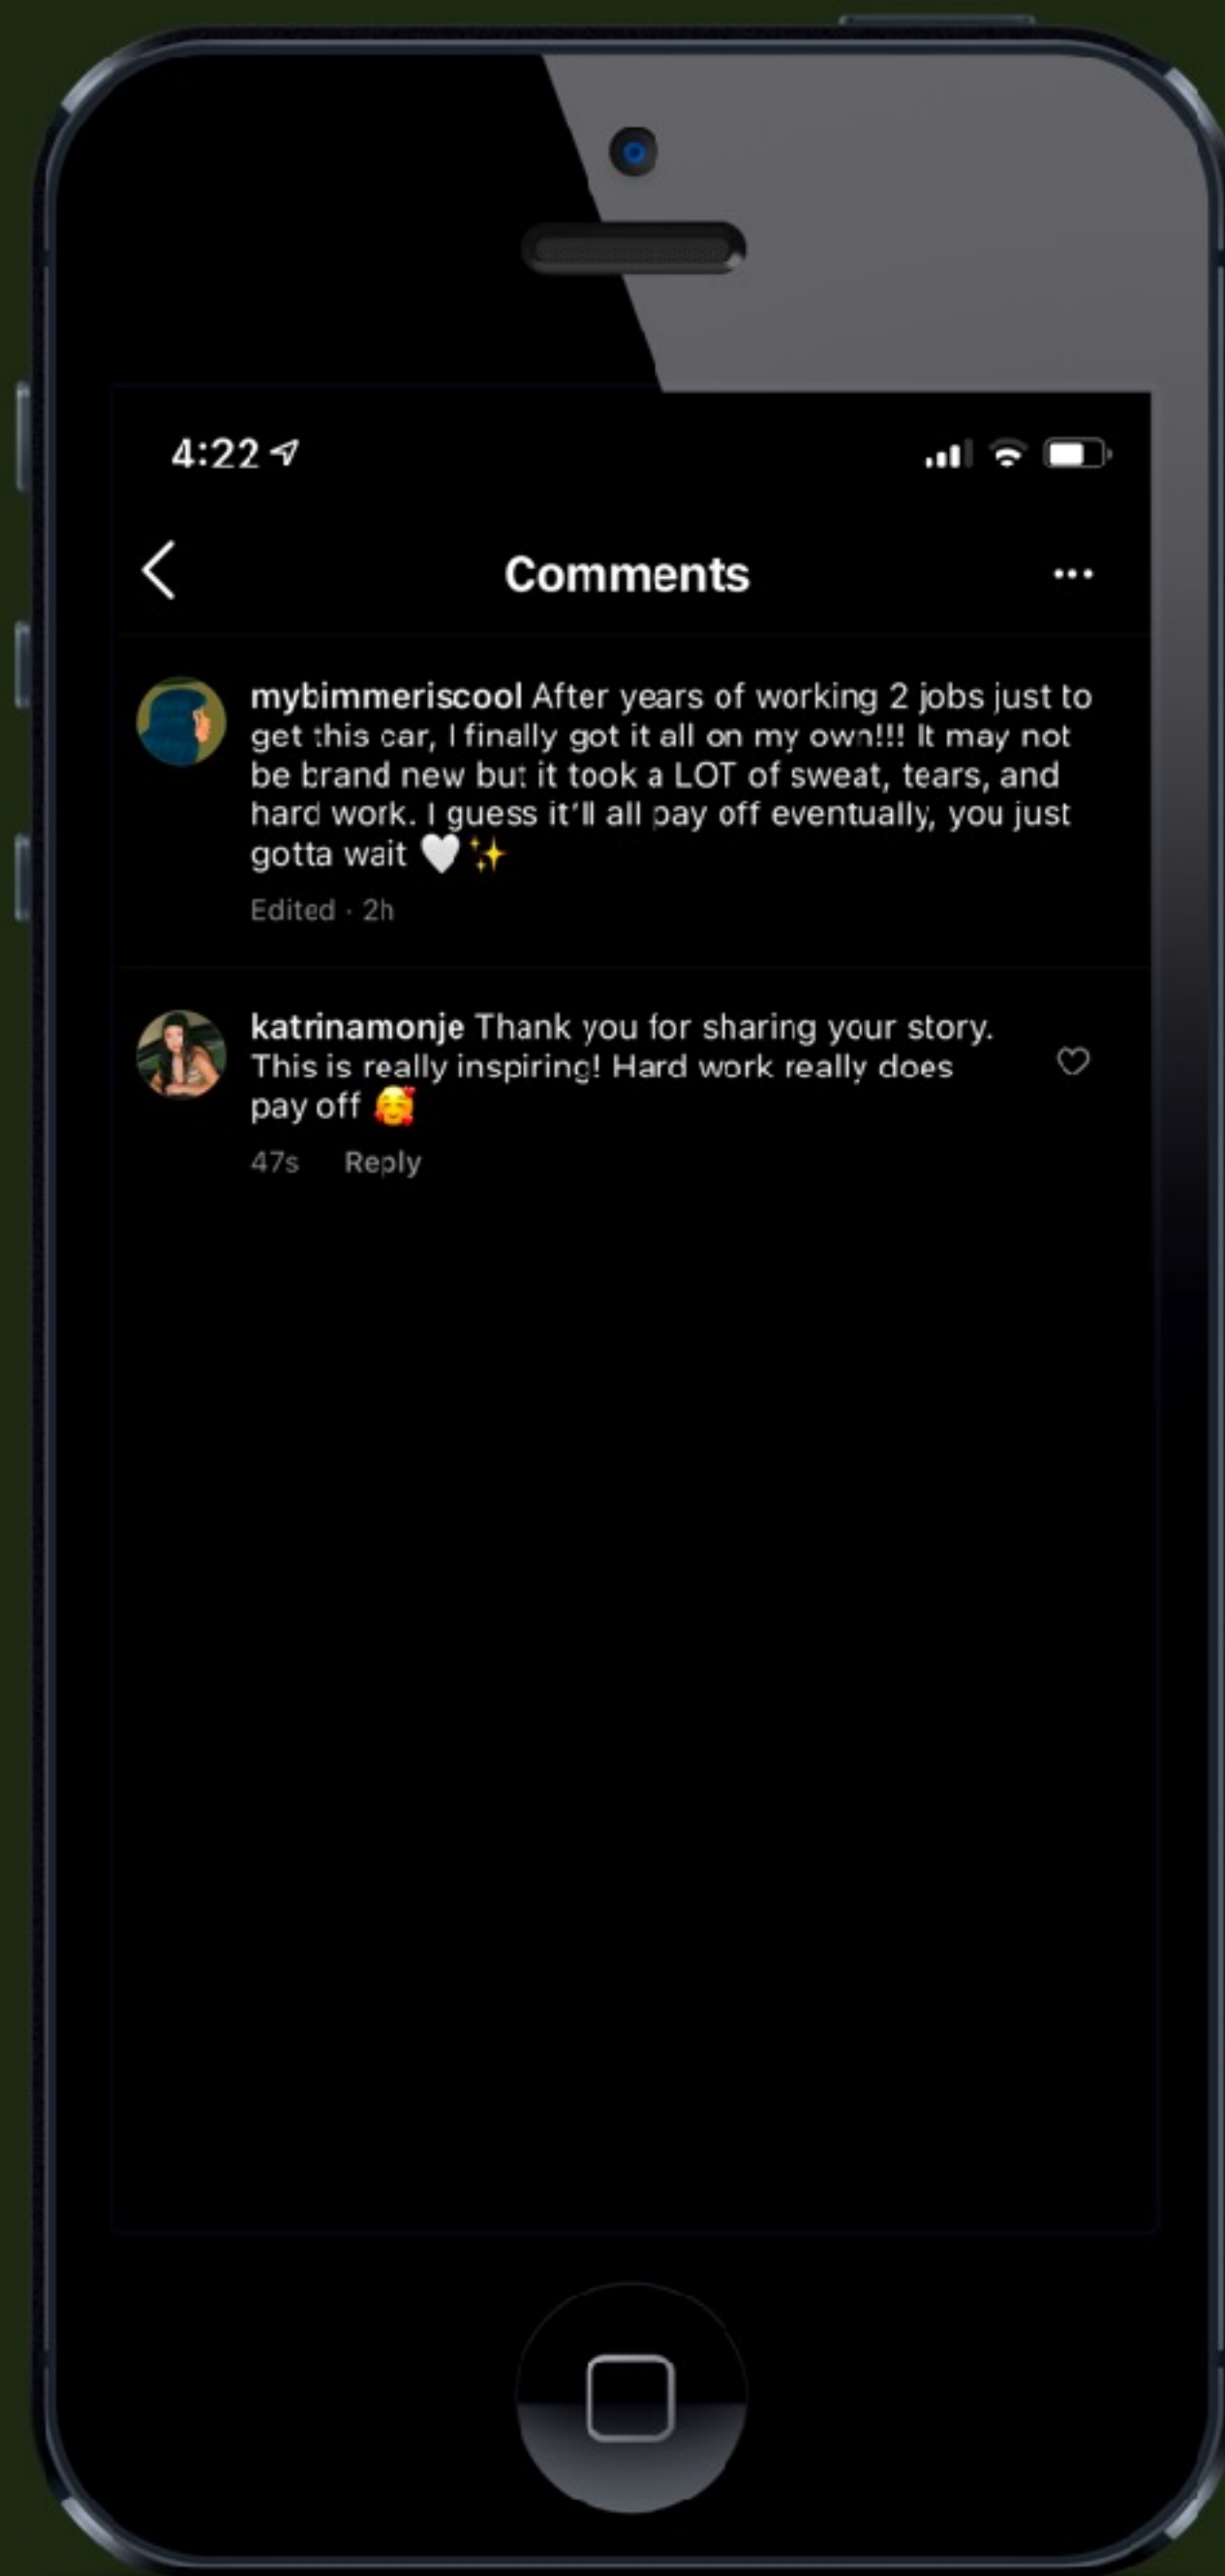 4:22
Comments
mybimmeriscool After years of working 2 jobs just to
get this car, I finally got it all on my own!!! It may not
be brand new but it took a LOT of sweat, tears, and
hard work. I guess it'll all pay off eventually, you just
gotta wait 🤍✨
Edited · 2h
katrinamonje Thank you for sharing your story.
This is really inspiring! Hard work really does
pay off 🥰
47s Reply